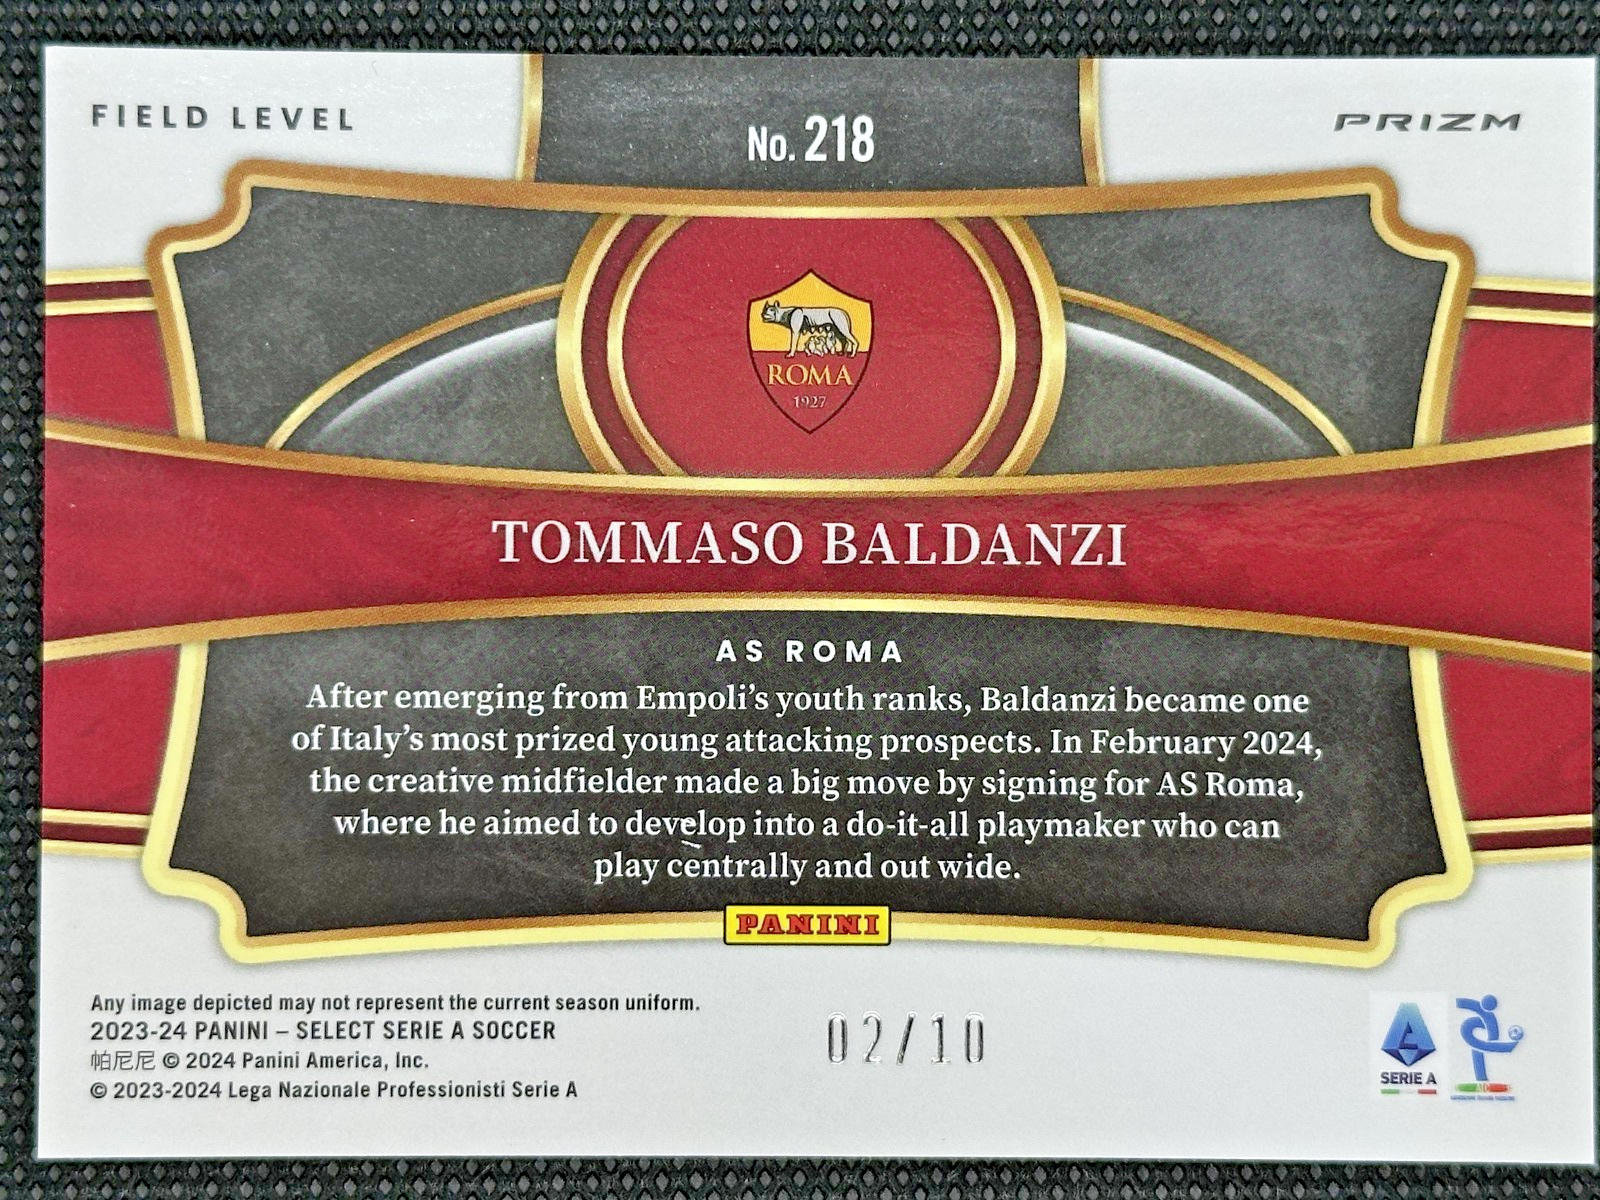 FIELD LEVEL
No. 218
PRIZM
ROMA
1927
TOMMASO BALDANZI
AS ROMA
After emerging from Empoli's youth ranks, Baldanzi became one
of Italy's most prized young attacking prospects. In February 2024,
the creative midfielder made a big move by signing for AS Roma,
where he aimed to develop into a do-it-all playmaker who can
play centrally and out wide.
PANINI
Any image depicted may not represent the current season uniform.
2023-24 PANINI – SELECT SERIE A SOCCER
帕尼尼 © 2024 Panini America, Inc.
© 2023-2024 Lega Nazionale Professionisti Serie A
02/10
SERIE A